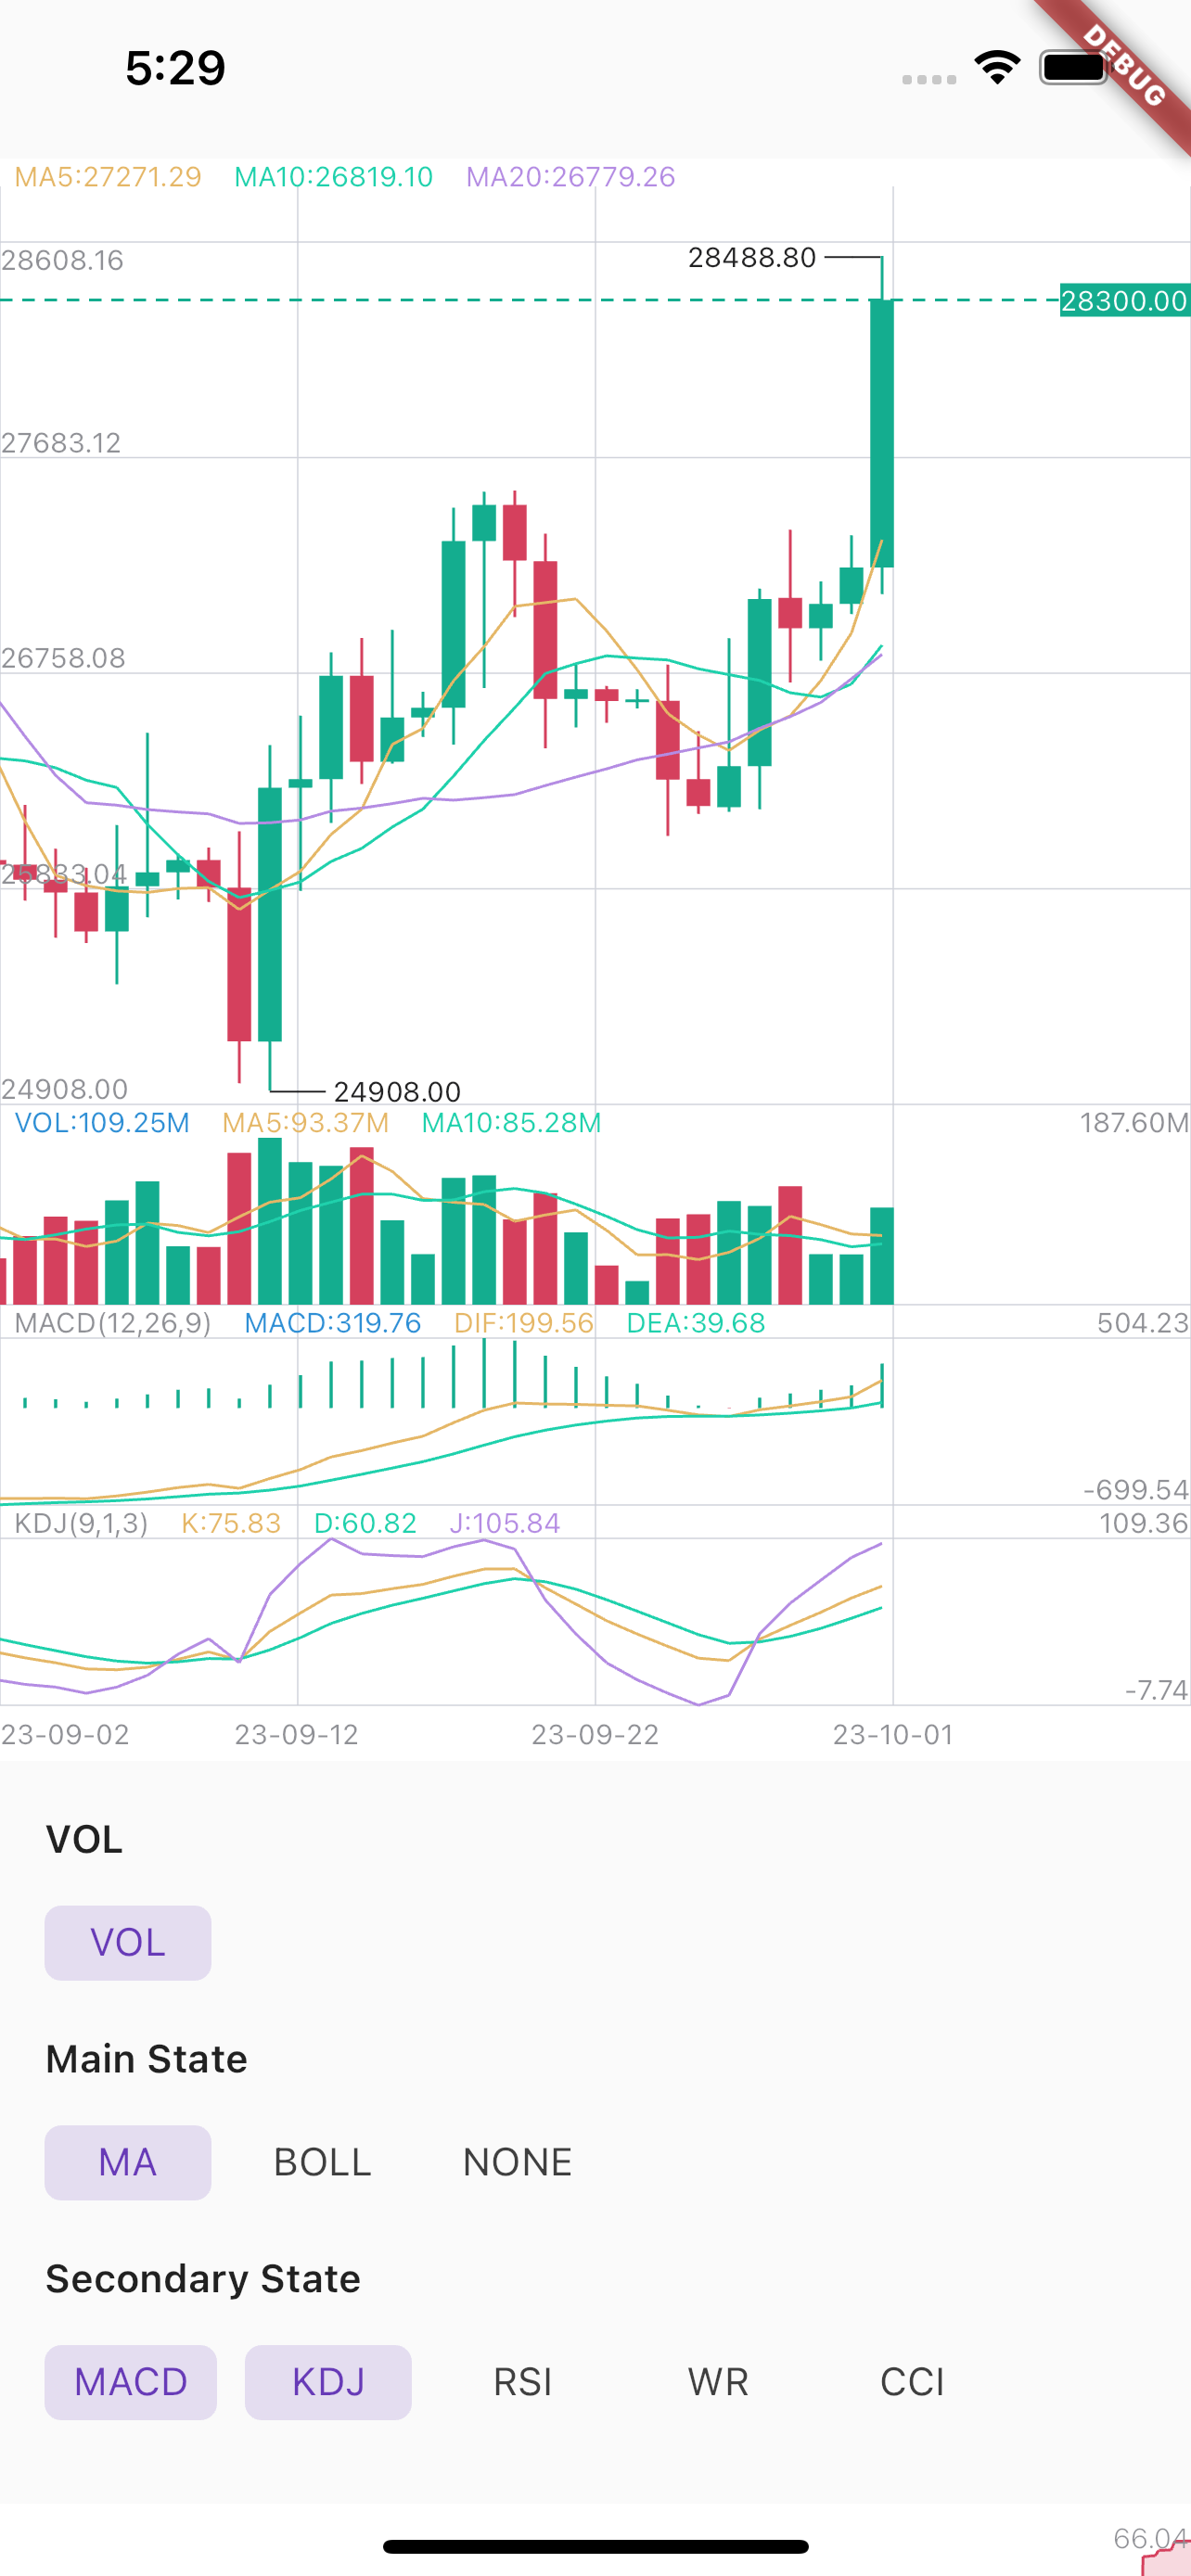 5:29
DEBUG
MA5:27271.29 MA10:26819.10 MA20:26779.26
28608.16
28488.80
28300.00
27683.12
26758.08
25833.04
24908.00
24908.00
VOL:109.25M MA5:93.37M MA10:85.28M 187.60M
MACD(12,26,9) MACD:319.76 DIF:199.56 DEA:39.68 504.23
-699.54
KDJ(9,1,3) K:75.83 D:60.82 J:105.84 109.36
-7.74
23-09-02 23-09-12 23-09-22 23-10-01
VOL
VOL
Main State
MA BOLL NONE
Secondary State
MACD KDJ RSI WR CCI
66.04